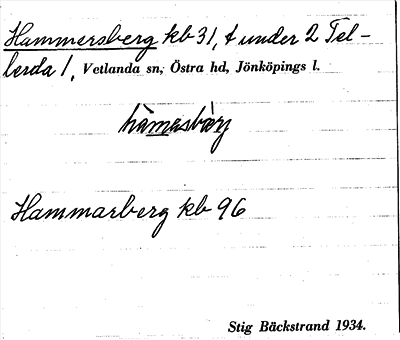 Hammersberg kb 31, t under 2 Tel-
lerda 1, Vetlanda sn, Östra hd, Jönköpings l.
Hammarberg kb 96
Stig Bäckstrand 1934.